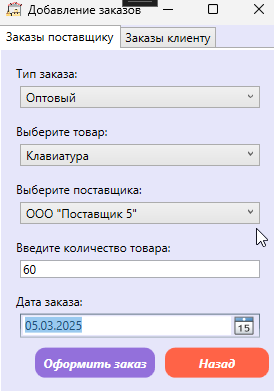 Добавление заказов
Заказы поставщику Заказы клиенту
Тип заказа:
Оптовый
Выберите товар:
Клавиатура
Выберите поставщика:
ООО "Поставщик 5"
Введите количество товара:
60
Дата заказа:
05.03.2025 15
Оформить заказ Назад